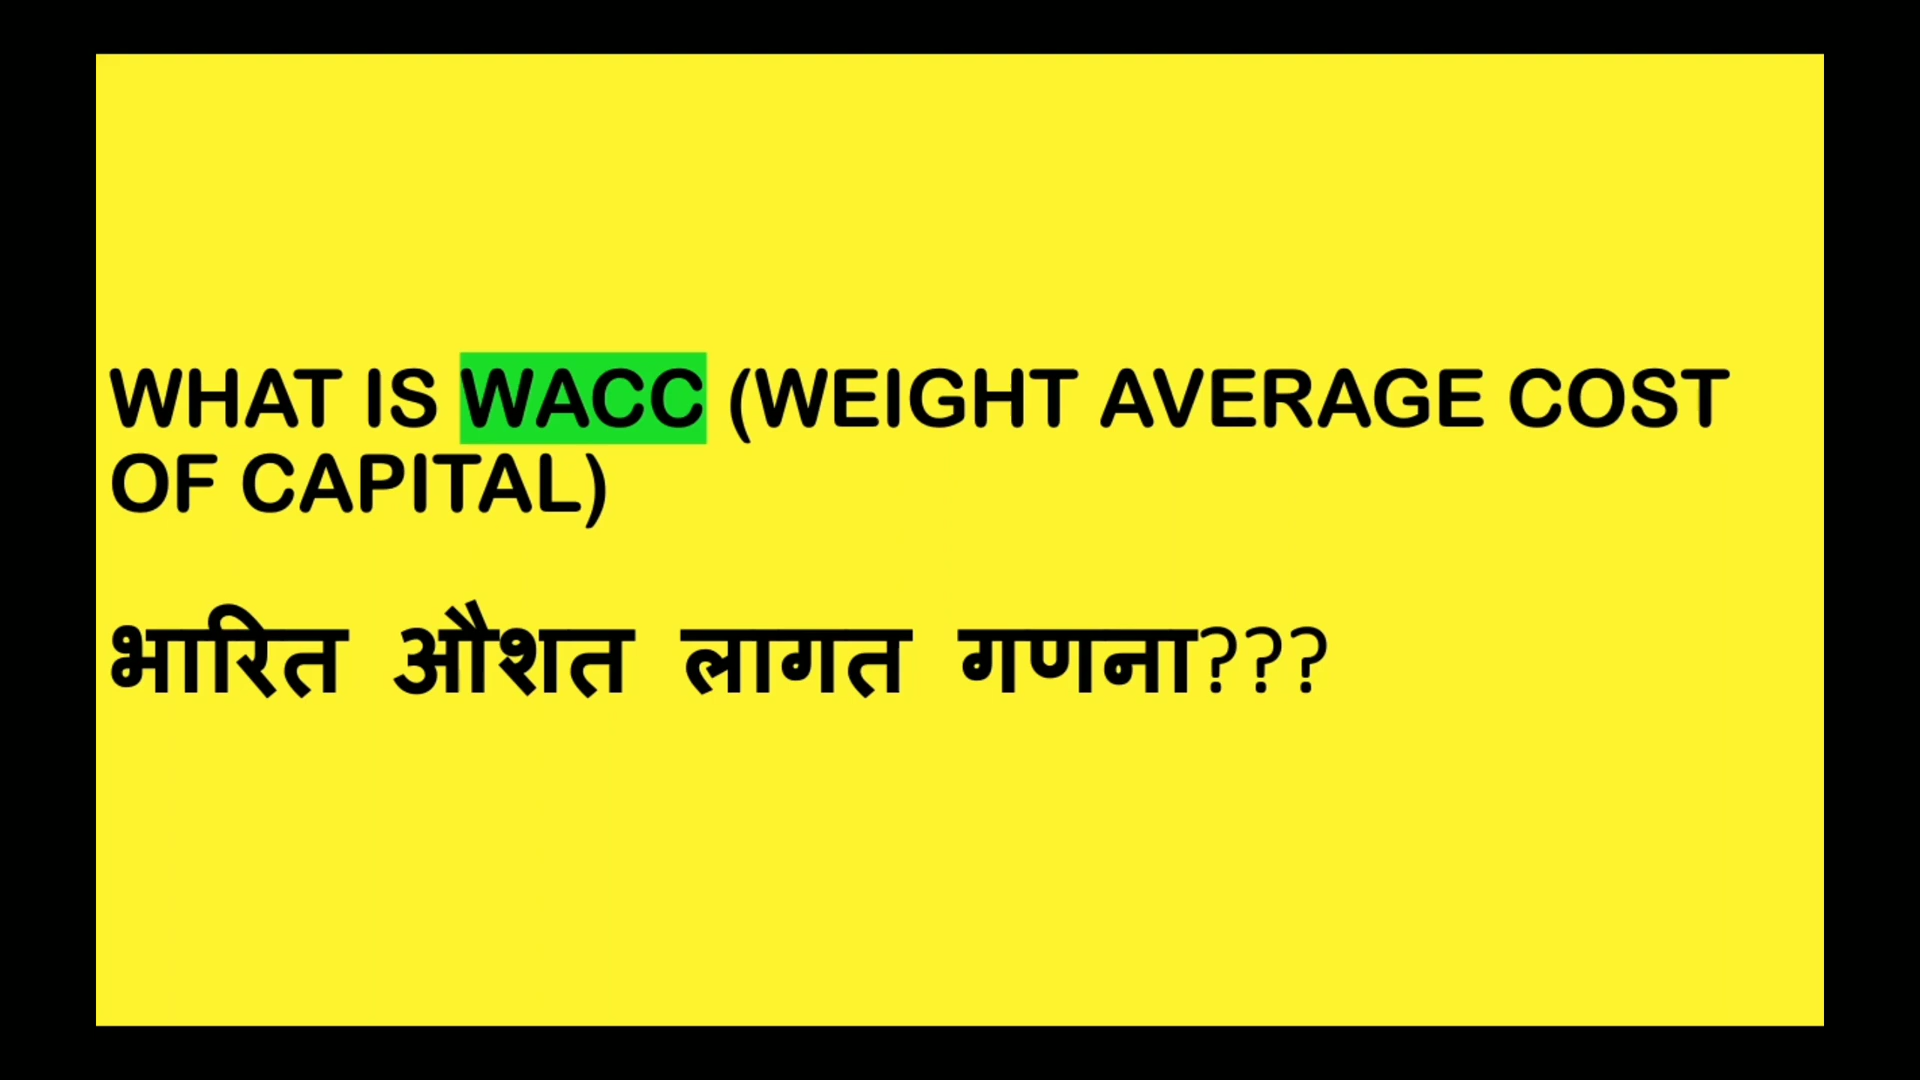 WHAT IS WACC (WEIGHT AVERAGE COST
OF CAPITAL)
भारित औशत लागत गणना???